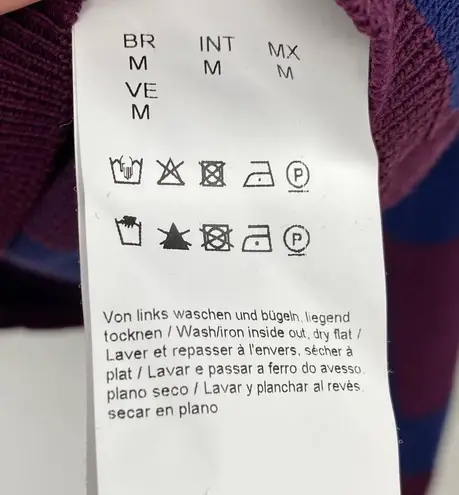 BR INT MX
M M M
VE
M
P
P
Von links waschen und bügeln, liegend
tocknen / Wash/iron inside out, dry flat /
Laver et repasser à l'envers, sécher à
plat / Lavar e passar a ferro do avesso,
plano seco / Lavar y planchar al revès,
secar en plano